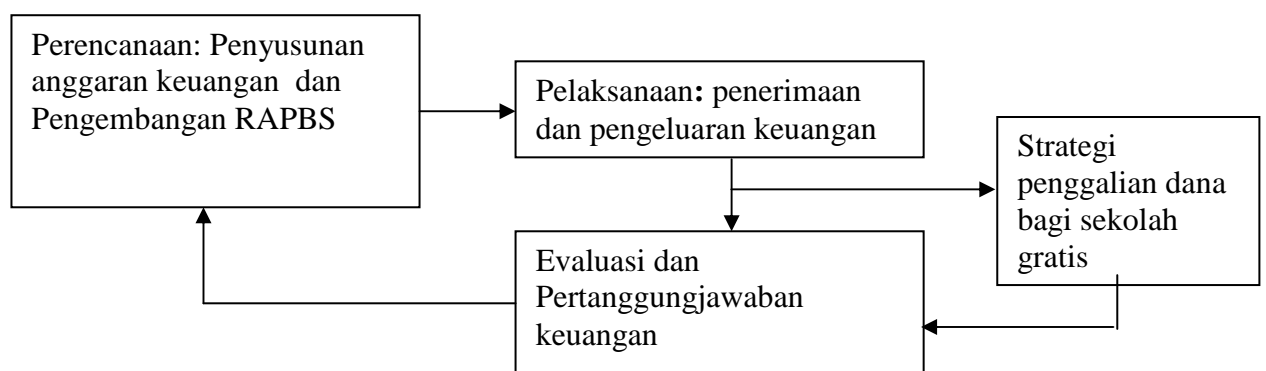 Perencanaan: Penyusunan
anggaran keuangan dan
Pengembangan RAPBS
Pelaksanaan: penerimaan
dan pengeluaran keuangan
Strategi
penggalian dana
bagi sekolah
gratis
Evaluasi dan
Pertanggungjawaban
keuangan